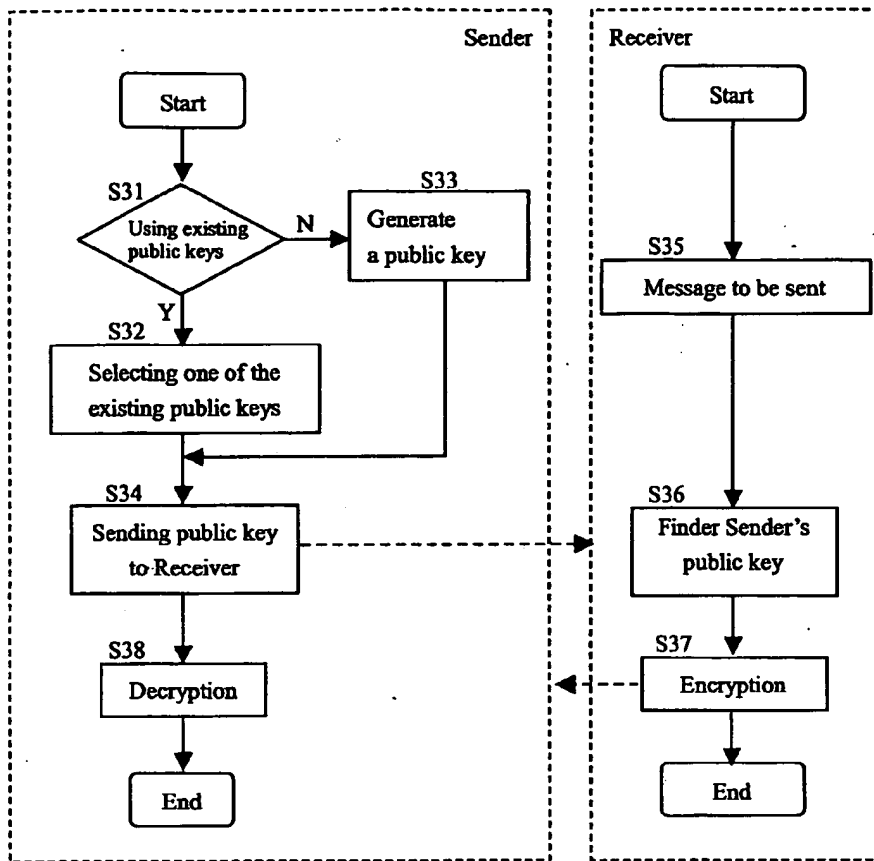 Sender
Start
S31
Using existing
public keys
N
Y
S33
Generate
a public key
S32
Selecting one of the
existing public keys
S34
Sending public key
to Receiver
S38
Decryption
End
Receiver
Start
S35
Message to be sent
S36
Finder Sender's
public key
S37
Encryption
End